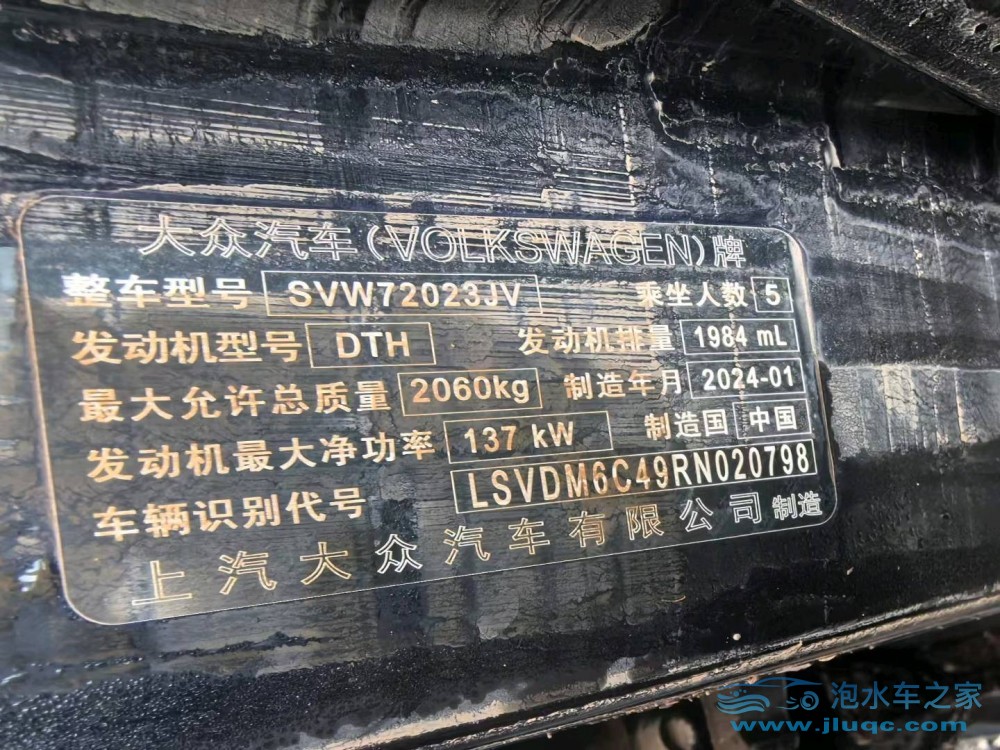 大众汽车(VOLKSWAGEN)牌
整车型号 SVW72023JV 乘坐人数 5
发动机型号 DTH 发动机排量 1984 mL
最大允许总质量 2060kg 制造年月 2024-01
发动机最大净功率 137 kW 制造国 中国
车辆识别代号 LSVDM6C49RN020798
上汽大众汽车有限公司 制造
泡水车之家
www.jluqc.com